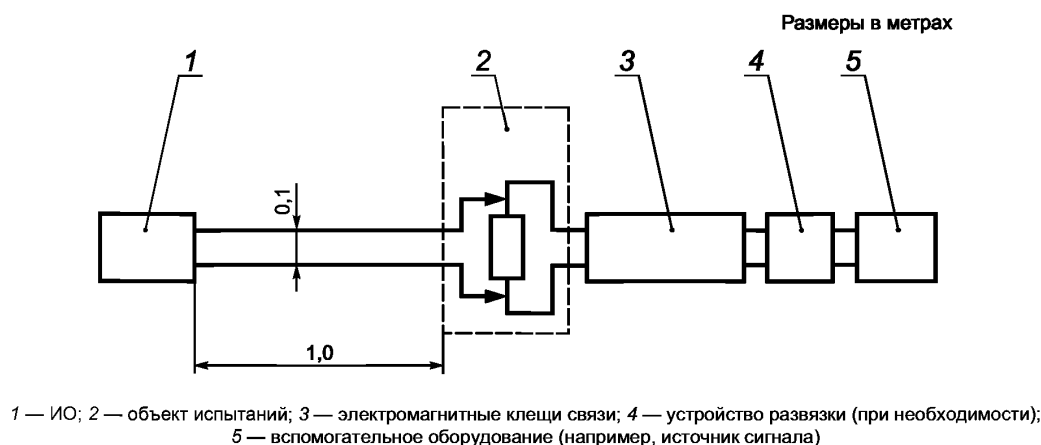 Размеры в метрах
1 2 3 4 5
0,1
1,0
1 — ИО; 2 — объект испытаний; 3 — электромагнитные клещи связи; 4 — устройство развязки (при необходимости);
5 — вспомогательное оборудование (например, источник сигнала)